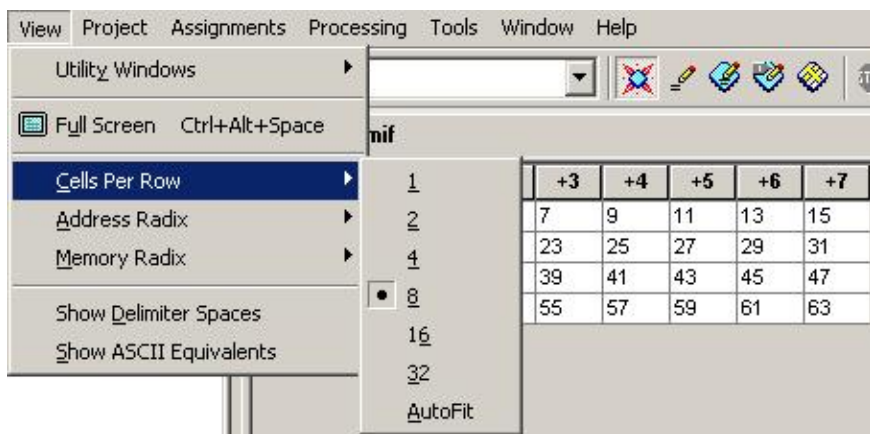 View Project Assignments Processing Tools Window Help
Utility Windows
Full Screen Ctrl+Alt+Space
mif
Cells Per Row
Address Radix
Memory Radix
Show Delimiter Spaces
Show ASCII Equivalents
1
2
4
8
16
32
AutoFit
+3 +4 +5 +6 +7
7 9 11 13 15
23 25 27 29 31
39 41 43 45 47
55 57 59 61 63